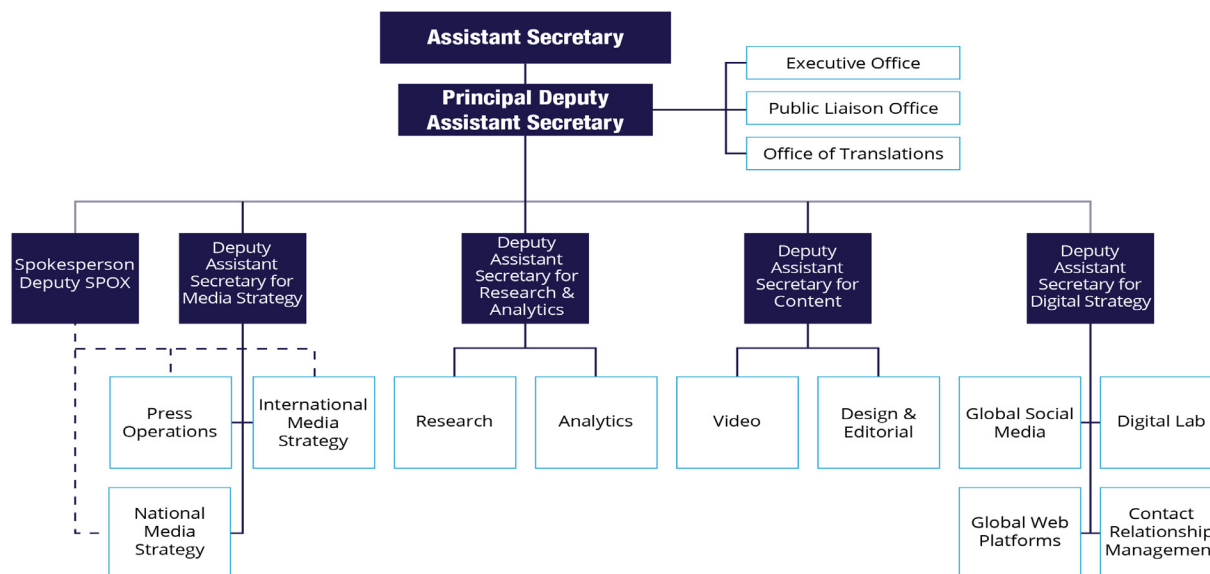 Assistant Secretary
Principal Deputy
Assistant Secretary
Executive Office
Public Liaison Office
Office of Translations
Spokesperson
Deputy SPOX
Deputy
Assistant
Secretary for
Media Strategy
Deputy
Assistant
Secretary for
Research &
Analytics
Deputy
Assistant
Secretary for
Content
Deputy
Assistant
Secretary for
Digital Strategy
Press
Operations
International
Media
Strategy
Research
Analytics
Video
Design &
Editorial
Global Social
Media
Digital Lab
National
Media
Strategy
Global Web
Platforms
Contact
Relationship
Management